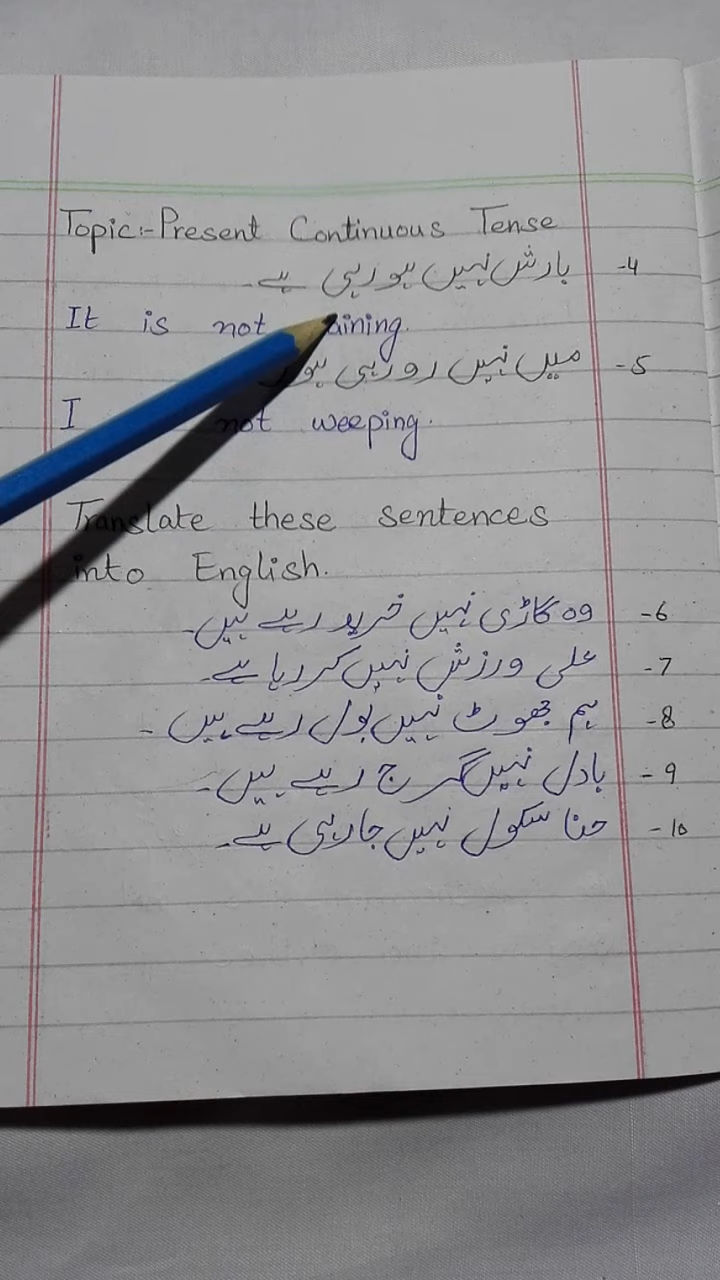 Topic:- Present Continuous Tense
4- بارش نہیں ہو رہی ہے۔
It is not raining.
5- میں نہیں رو رہی ہوں
I not weeping.
Translate these sentences
into English.
6- وہ گاڑی نہیں خرید رہے ہیں۔
7- علی ورزش نہیں کر رہا ہے۔
8- ہم جھوٹ نہیں بول رہے ہیں۔
9- بادل نہیں گرج رہے ہیں۔
10- حنا سکول نہیں جا رہی ہے۔